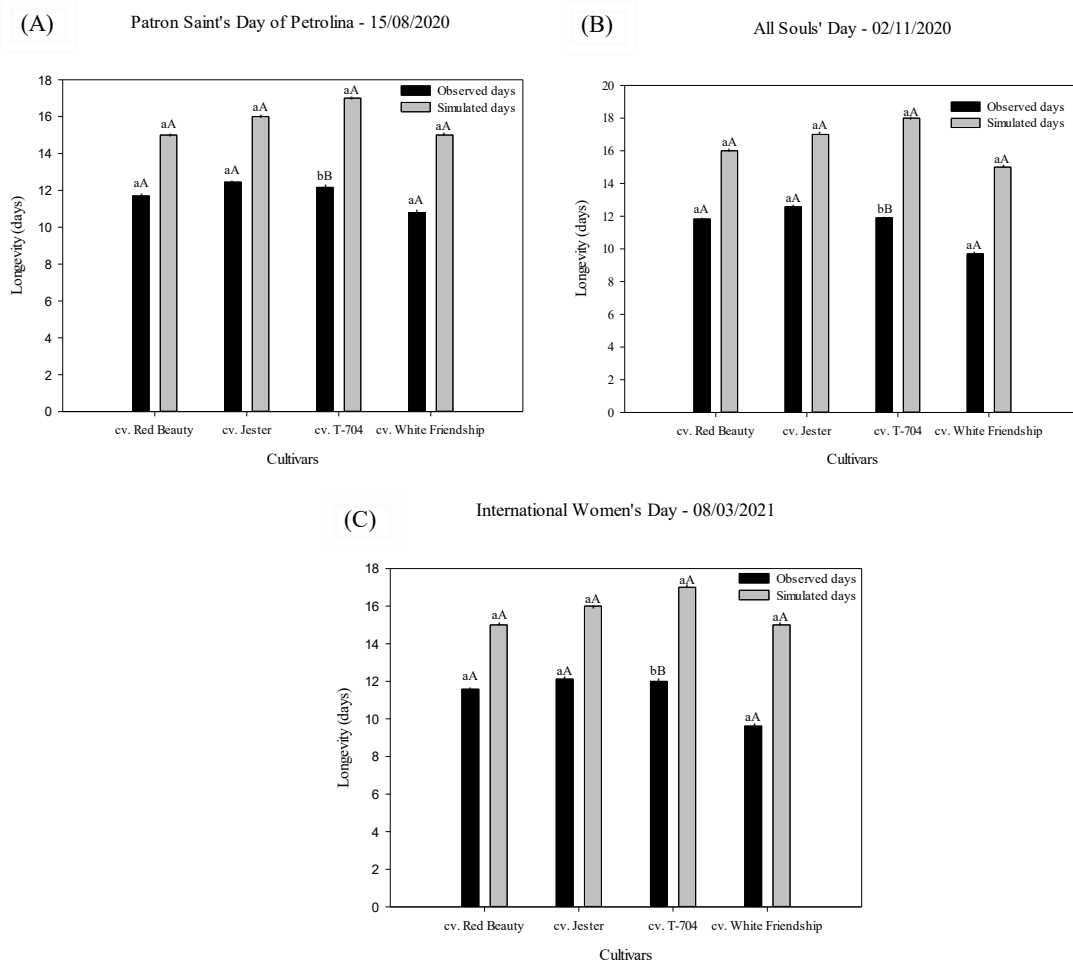 (A)
Patron Saint's Day of Petrolina - 15/08/2020
Observed days
Simulated days
18
16
14
12
10
8
6
4
2
0
Longevity (days)
aA
aA
aA
aA
bB
aA
aA
aA
cv. Red Beauty
cv. Jester
cv. T-704
cv. White Friendship
Cultivars
(B)
All Souls' Day - 02/11/2020
Observed days
Simulated days
20
18
16
14
12
10
8
6
4
2
0
Longevity (days)
aA
aA
aA
aA
bB
aA
aA
aA
cv. Red Beauty
cv. Jester
cv. T-704
cv. White Friendship
Cultivars
(C)
International Women's Day - 08/03/2021
Observed days
Simulated days
18
16
14
12
10
8
6
4
2
0
Longevity (days)
aA
aA
aA
aA
bB
aA
aA
aA
cv. Red Beauty
cv. Jester
cv. T-704
cv. White Friendship
Cultivars